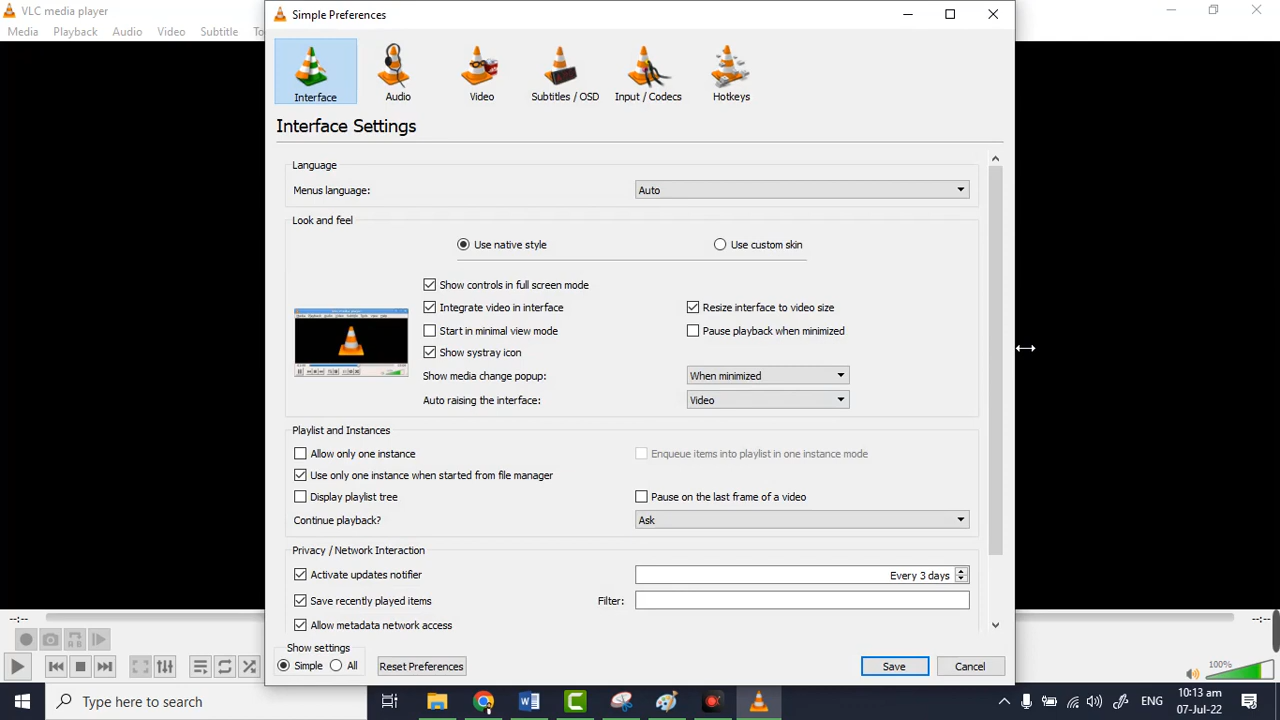 VLC media player
Simple Preferences
Media Playback Audio Video Subtitle To
Interface Audio Video Subtitles / OSD Input / Codecs Hotkeys
Interface Settings
Language
Menus language: Auto
Look and feel
Use native style Use custom skin
Show controls in full screen mode
Integrate video in interface Resize interface to video size
Start in minimal view mode Pause playback when minimized
Show systray icon
Show media change popup: When minimized
Auto raising the interface: Video
Playlist and Instances
Allow only one instance Enqueue items into playlist in one instance mode
Use only one instance when started from file manager
Display playlist tree Pause on the last frame of a video
Continue playback? Ask
Privacy / Network Interaction
Activate updates notifier Every 3 days
Save recently played items Filter:
--:-- --:--
Allow metadata network access
Show settings
Simple All Reset Preferences Save Cancel
100%
Type here to search
ENG
10:13 am
07-Jul-22